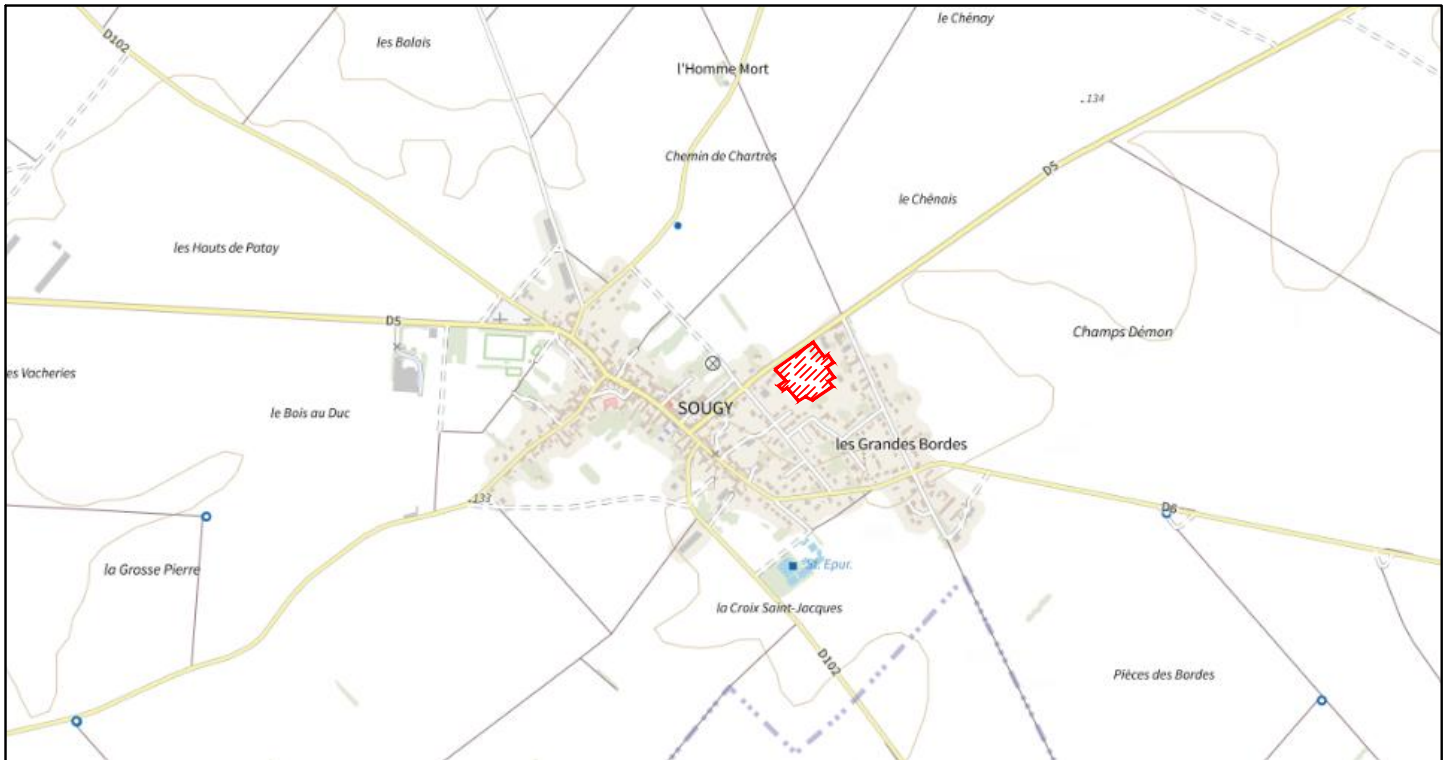 le Chênay
D102
les Balais
l'Homme Mort
134
Chemin de Chartres
D5
le Chênais
les Hauts de Patay
D5
Champs Démon
es Vacheries
le Bois au Duc
SOUGY
les Grandes Bordes
133
D6
la Grosse Pierre
St. Epur.
la Croix Saint-Jacques
D102
Pièces des Bordes